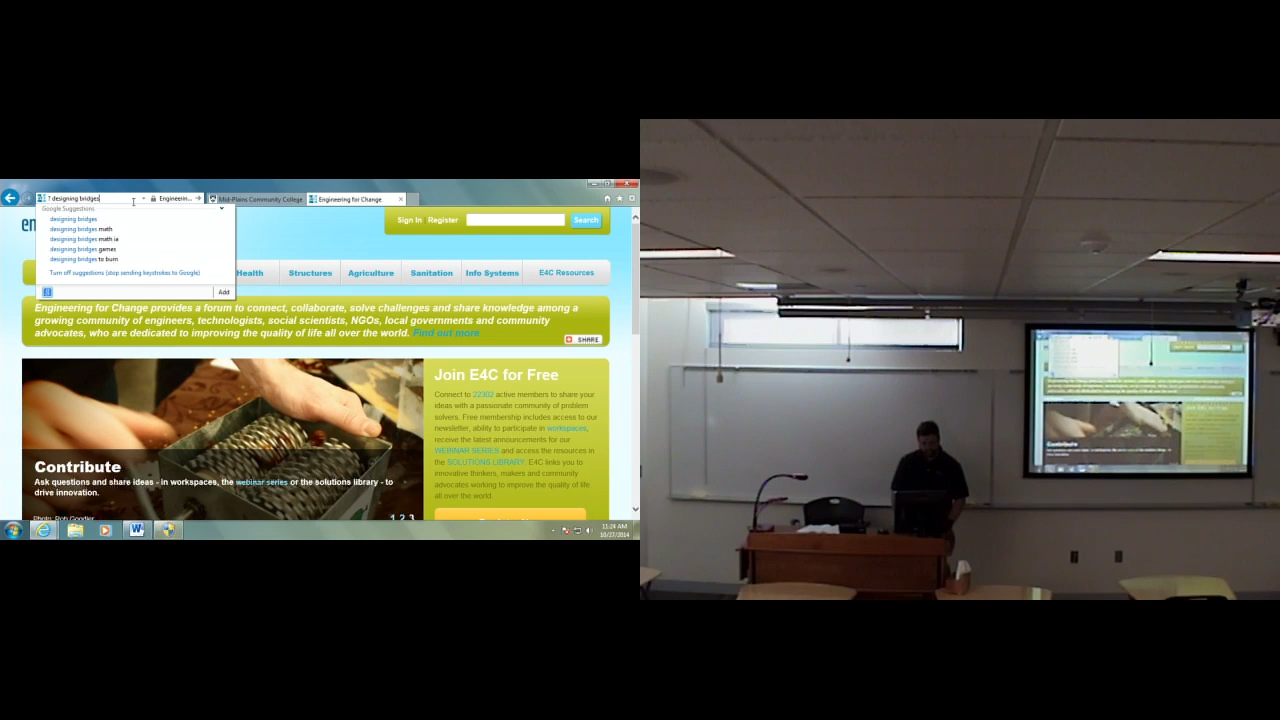 ? designing bridges
Engineerin...
Mid-Plains Community College
Engineering for Change
Google Suggestions
designing bridges
designing bridges math
designing bridges math ia
designing bridges games
designing bridges to burn
Turn off suggestions (stop sending keystrokes to Google)
Add
en
Sign In Register
Search
Health
Structures
Agriculture
Sanitation
Info Systems
E4C Resources
Engineering for Change provides a forum to connect, collaborate, solve challenges and share knowledge among a
growing community of engineers, technologists, social scientists, NGOs, local governments and community
advocates, who are dedicated to improving the quality of life all over the world. Find out more
SHARE
Contribute
Ask questions and share ideas - in workspaces, the webinar series or the solutions library - to
drive innovation.
Photo: Rob Goodier
1 2 3
Join E4C for Free
Connect to 22302 active members to share your
ideas with a passionate community of problem
solvers. Free membership includes access to our
newsletter, ability to participate in workspaces,
receive the latest announcements for our
WEBINAR SERIES and access the resources in
the SOLUTIONS LIBRARY. E4C links you to
innovative thinkers, makers and community
advocates working to improve the quality of life
all over the world.
11:24 AM
10/27/2014